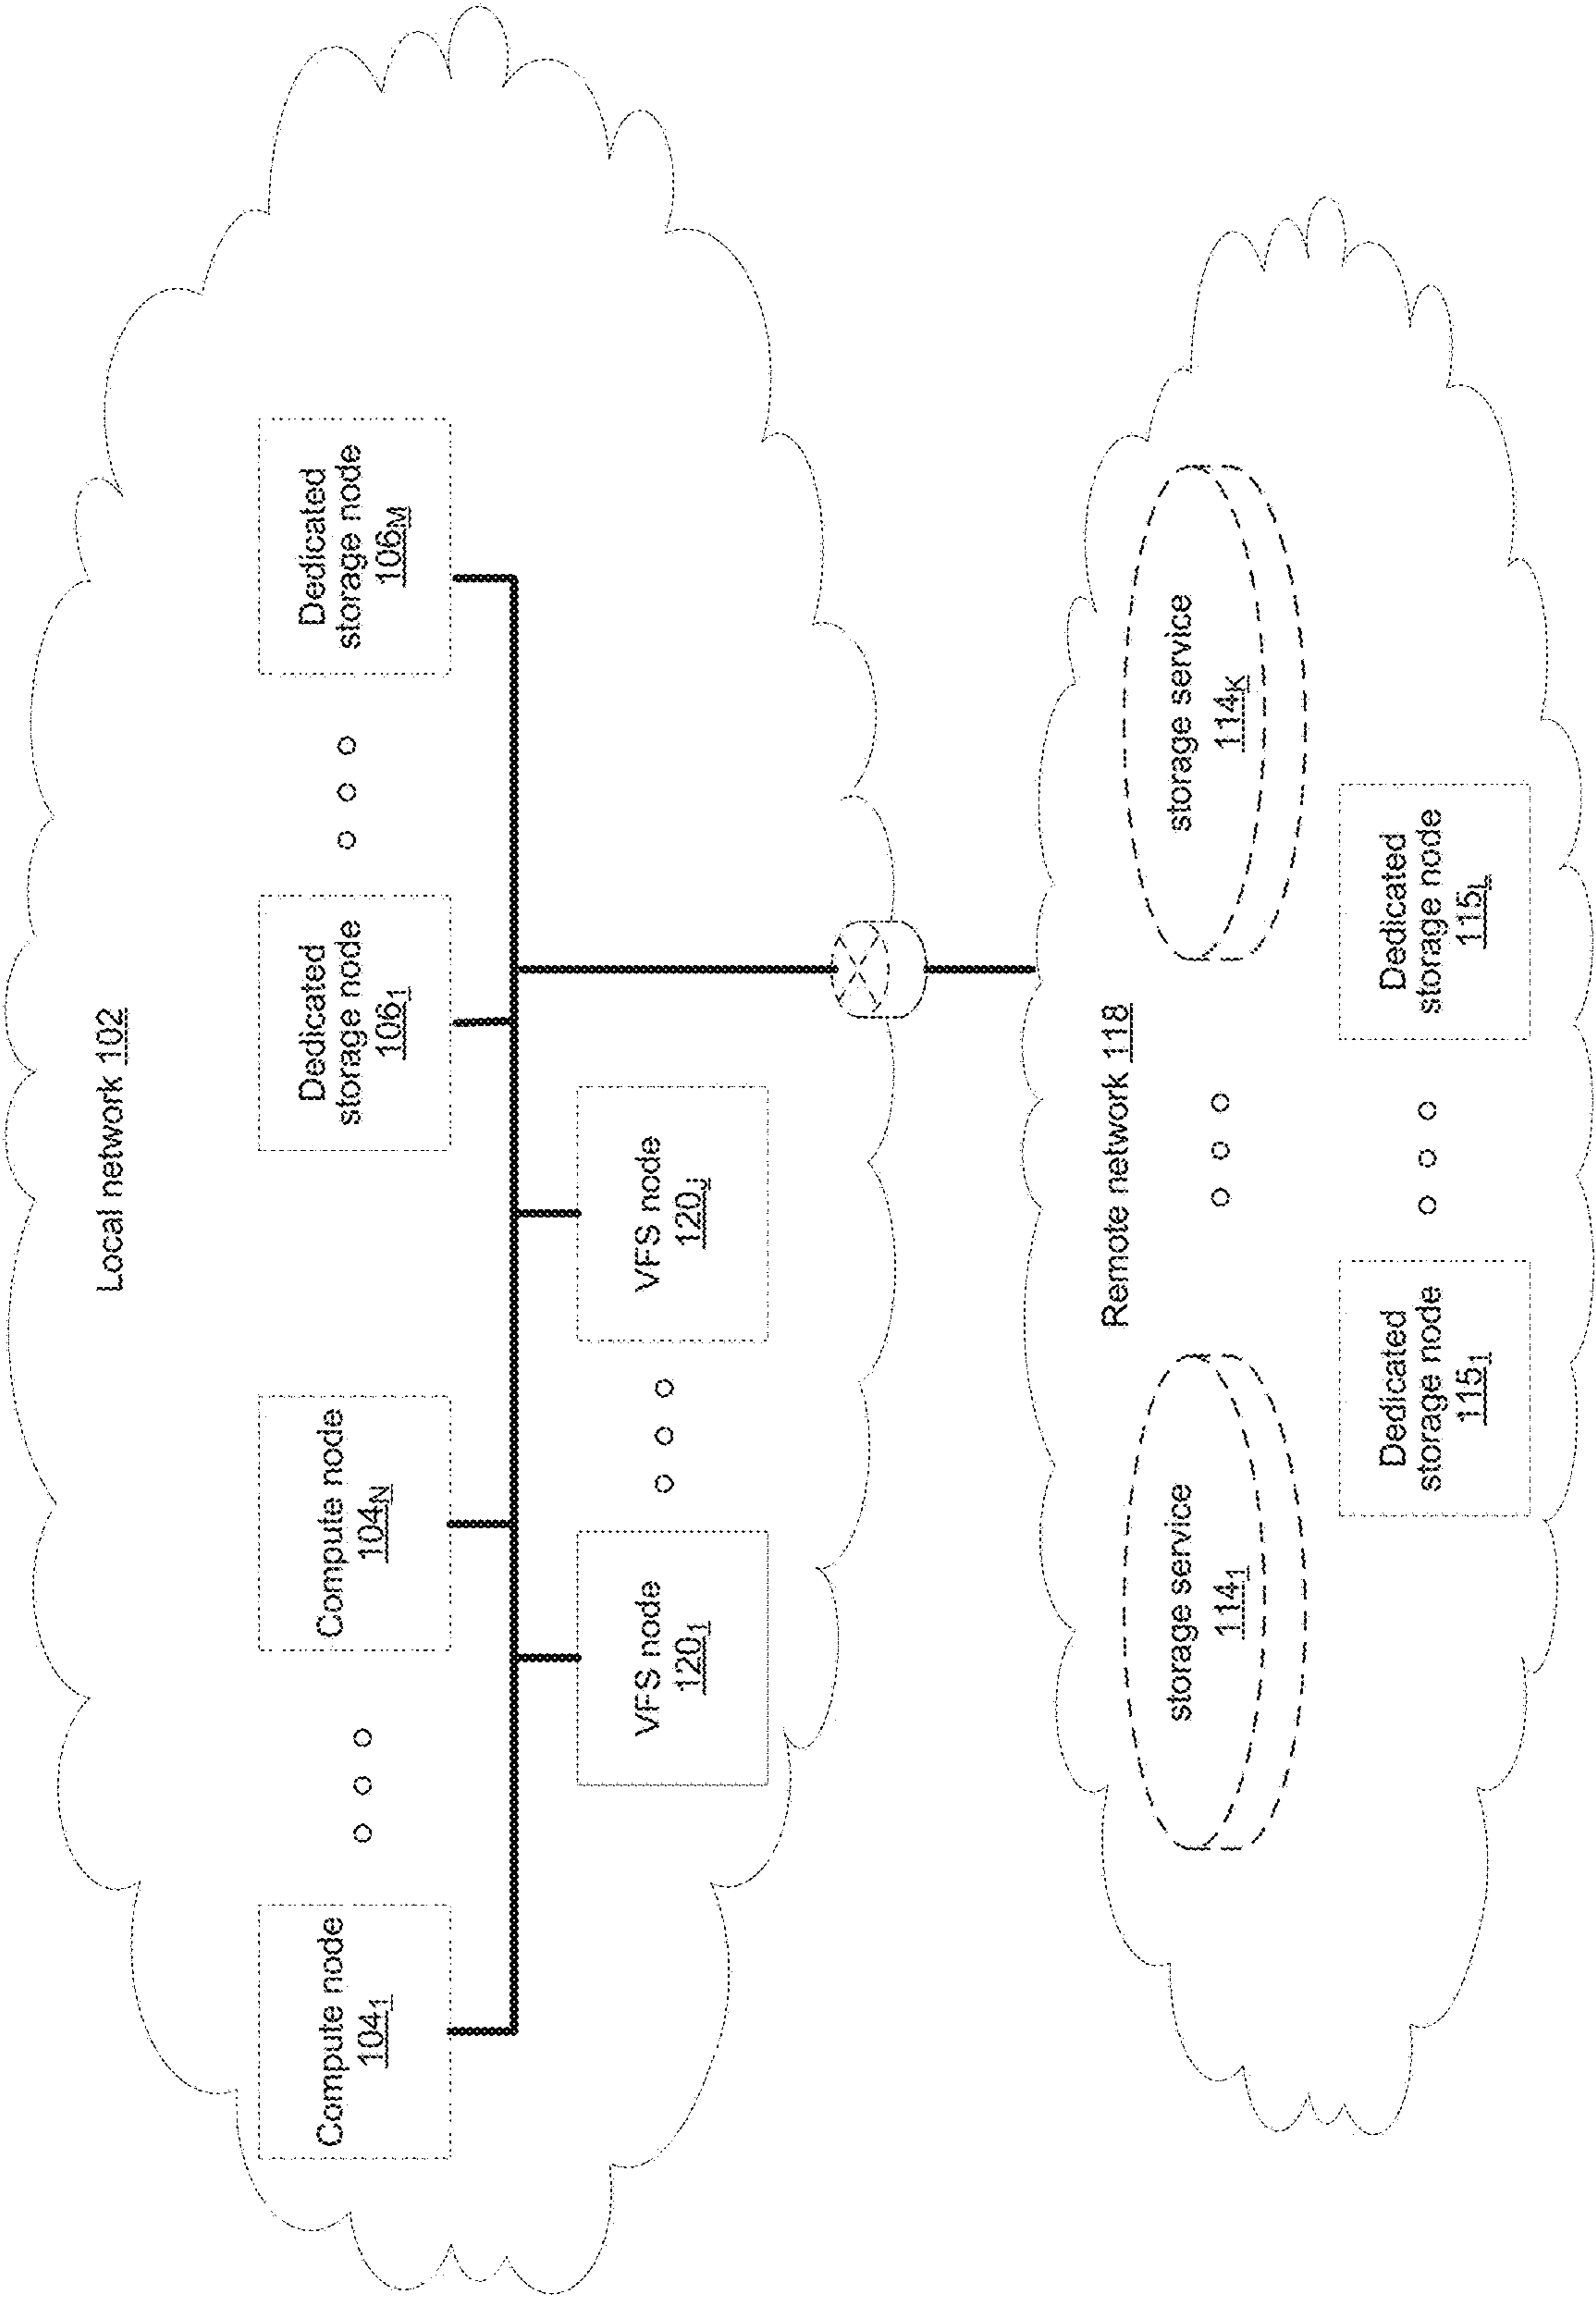 Local network 102
Compute node
104₁
Compute node
104N
Dedicated
storage node
106₁
Dedicated
storage node
106M
VFS node
120₁
VFS node
120J
Remote network 118
storage service
114₁
storage service
114K
Dedicated
storage node
115₁
Dedicated
storage node
115L